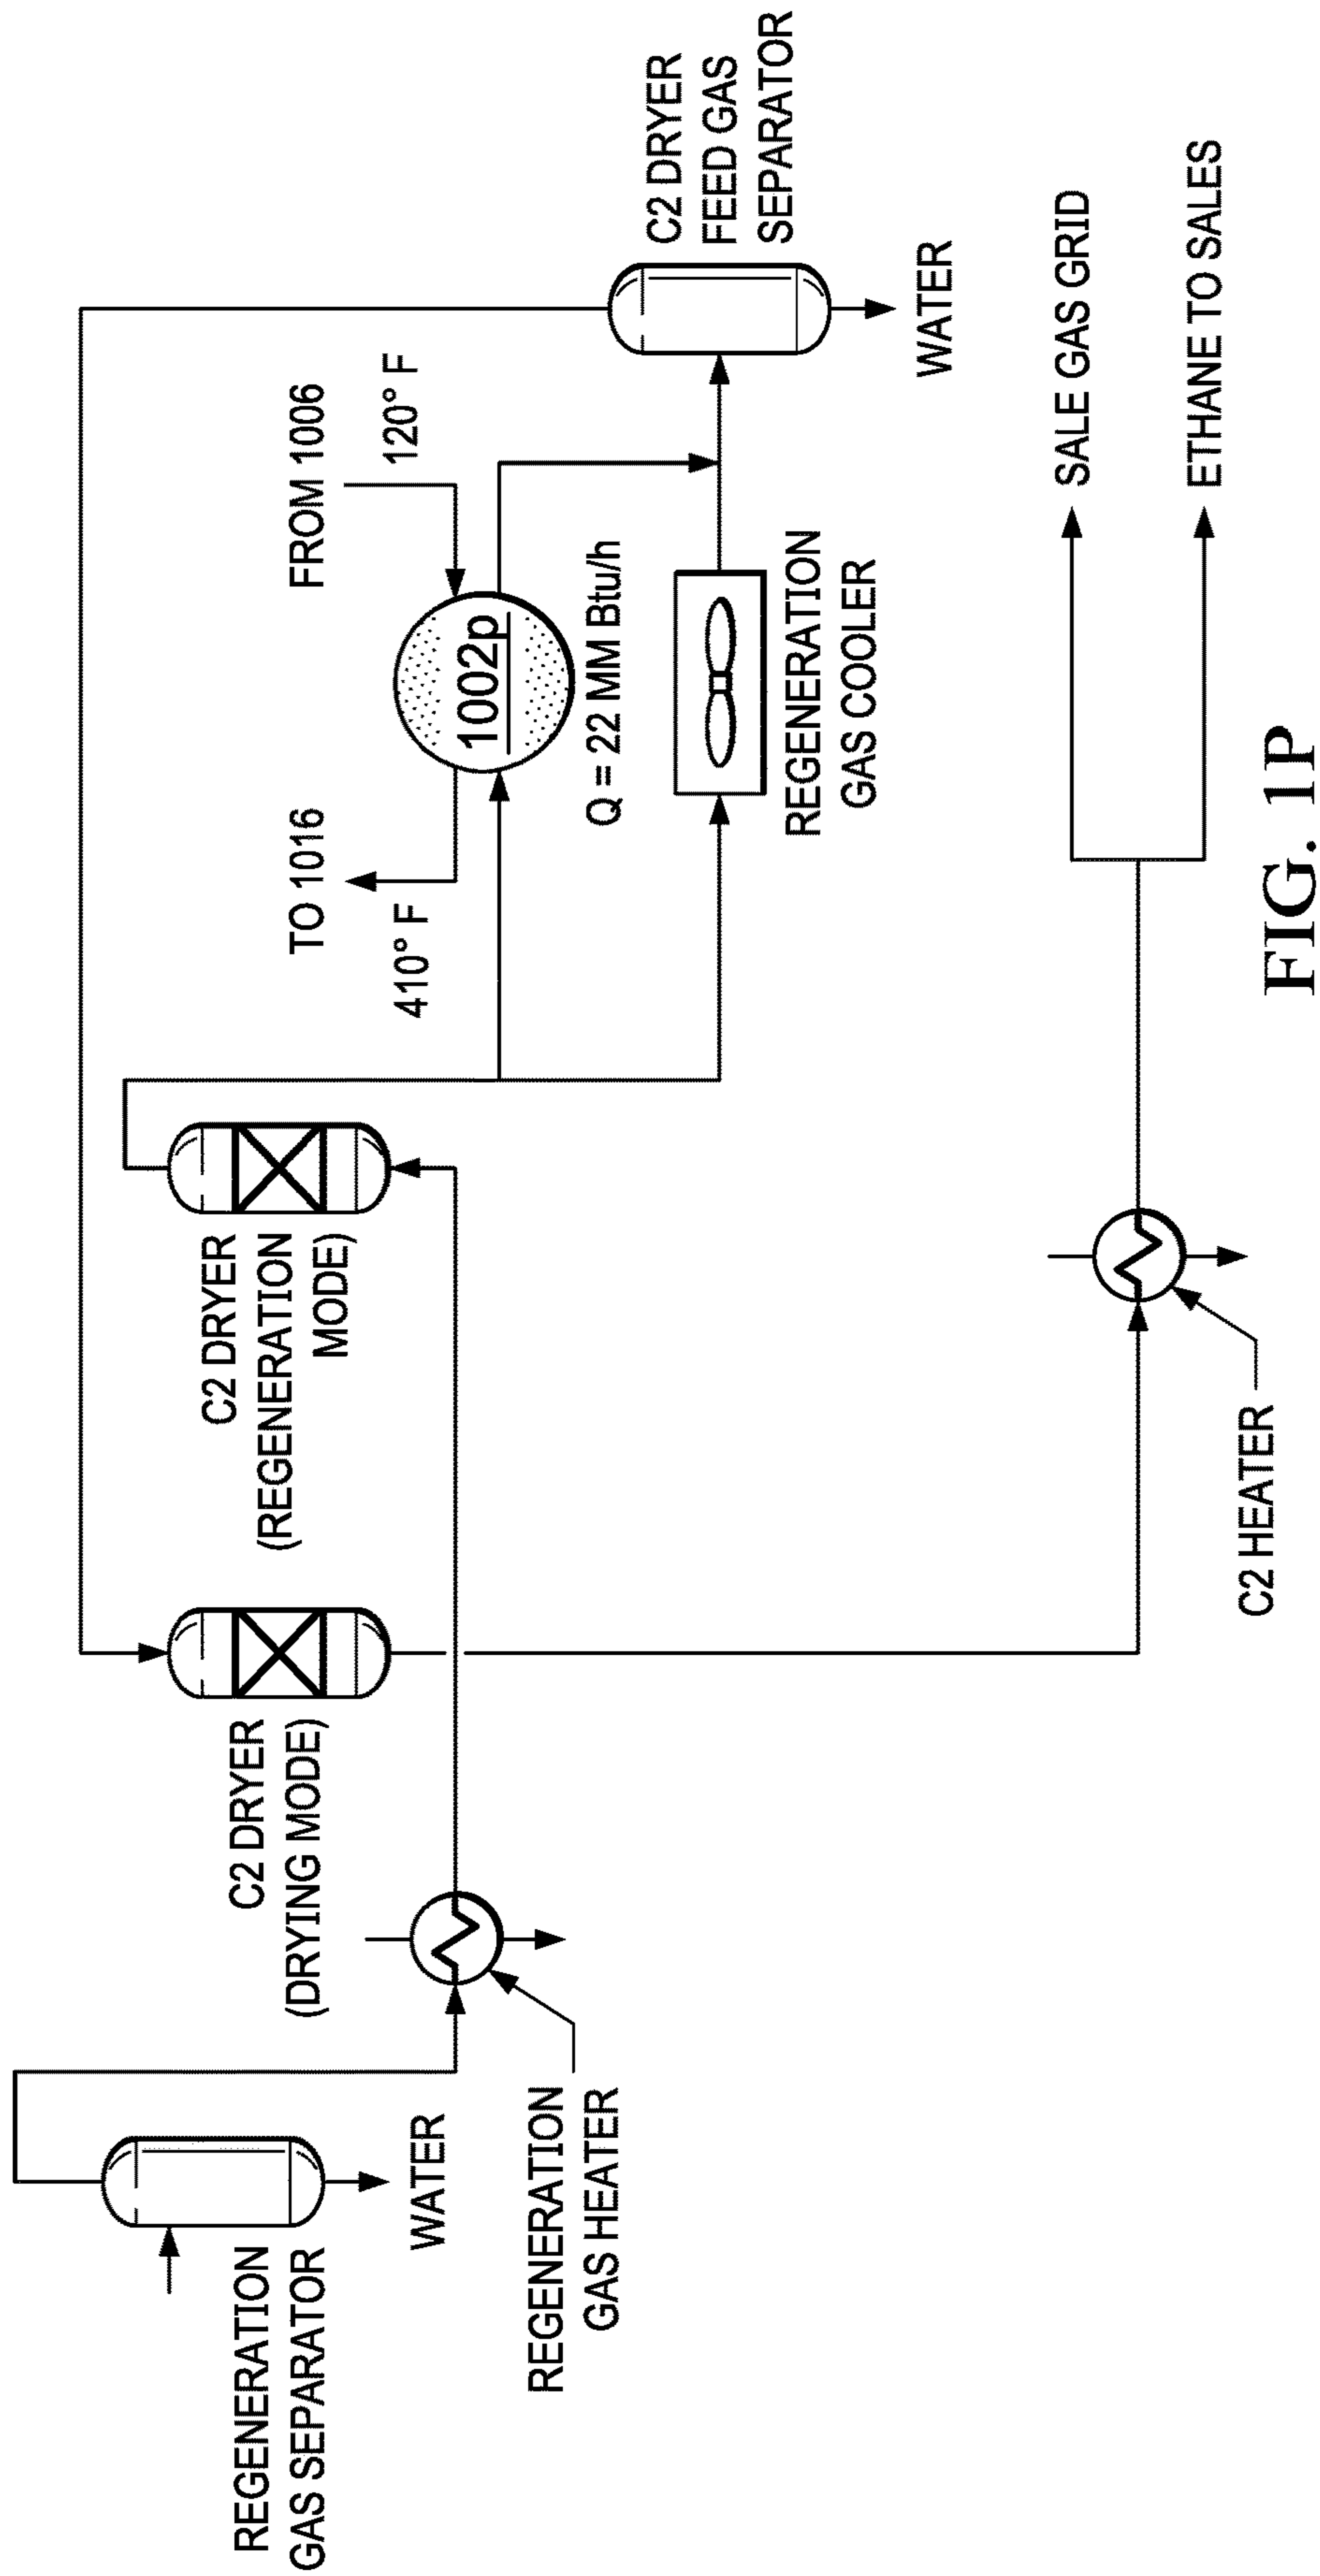 REGENERATION
GAS SEPARATOR
WATER
REGENERATION
GAS HEATER
C2 DRYER
(DRYING MODE)
C2 DRYER
(REGENERATION
MODE)
TO 1016
410° F
FROM 1006
120° F
1002p
Q = 22 MM Btu/h
REGENERATION
GAS COOLER
C2 DRYER
FEED GAS
SEPARATOR
WATER
C2 HEATER
SALE GAS GRID
ETHANE TO SALES
FIG. 1P